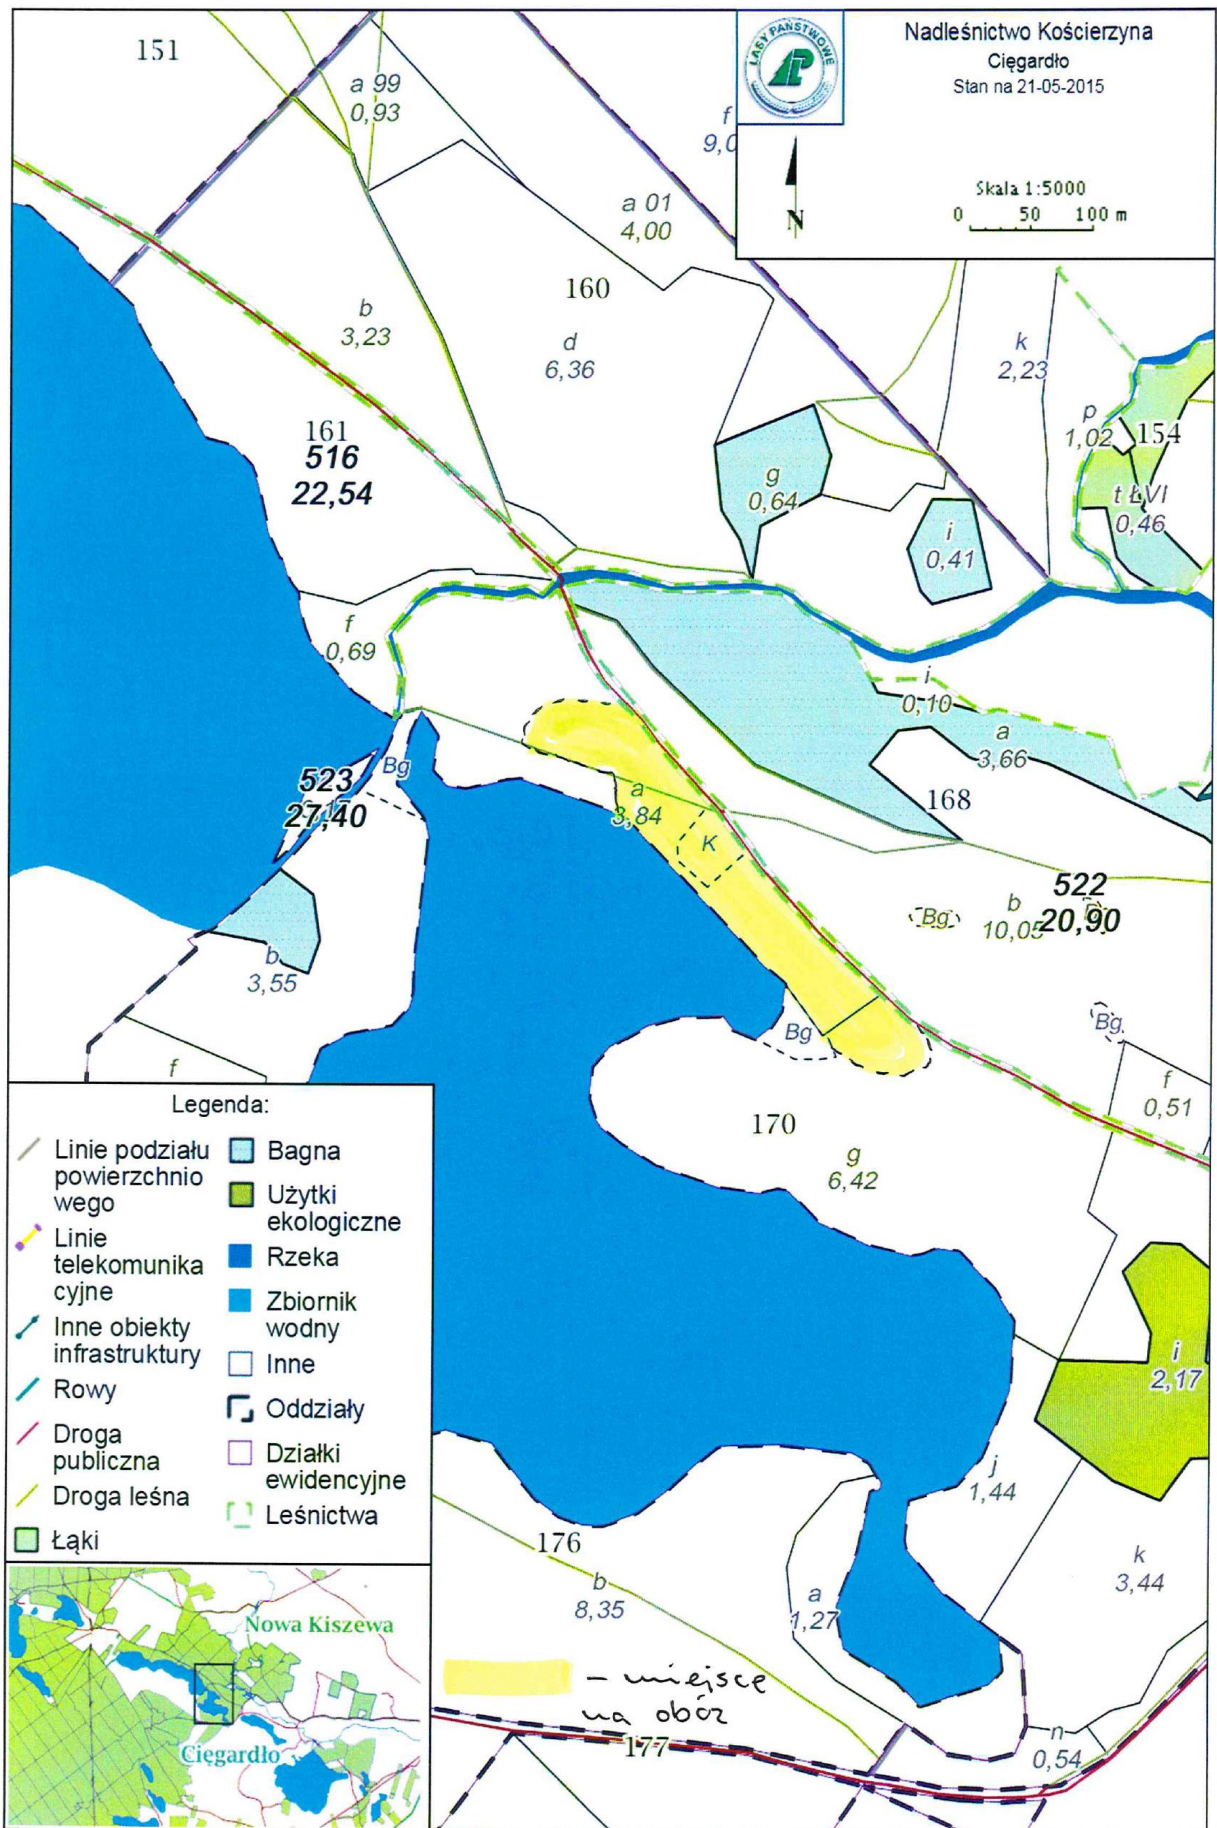 LASY PAŃSTWOWE
Nadleśnictwo Kościerzyna
Cięgardło
Stan na 21-05-2015
Skala 1:5000
0 50 100 m
N
151
a 99
0,93
f
9,0
a 01
4,00
160
b
3,23
d
6,36
k
2,23
p
1,02
154
161
516
22,54
g
0,64
t ŁVI
0,46
i
0,41
f
0,69
i
0,10
a
3,66
Bg
523
27,40
a
3,84
168
K
522
20,90
Bg
b
10,05
b
3,55
Bg
Bg
f
f
0,51
170
g
6,42
i
2,17
j
1,44
176
b
8,35
a
1,27
k
3,44
n
0,54
177
Legenda:
Linie podziału
powierzchnio
wego
Linie
telekomunika
cyjne
Inne obiekty
infrastruktury
Rowy
Droga
publiczna
Droga leśna
Łąki
Bagna
Użytki
ekologiczne
Rzeka
Zbiornik
wodny
Inne
Oddziały
Działki
ewidencyjne
Leśnictwa
Nowa Kiszewa
Cięgardło
- miejsce
na obóz